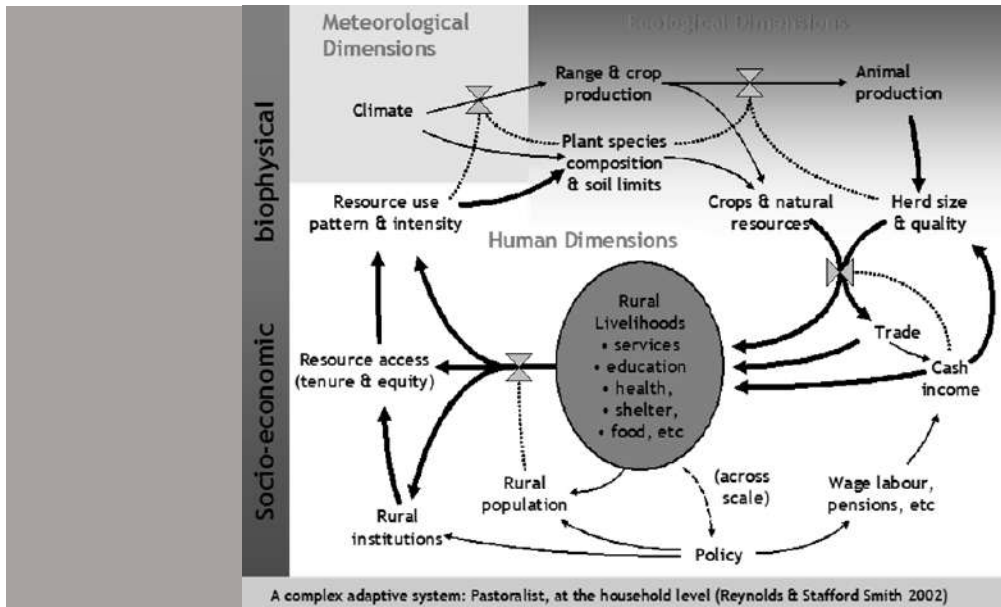 Meteorological
Dimensions
Ecological Dimensions
Range & crop
production
Animal
production
Climate
Plant species
composition
& soil limits
Resource use
pattern & intensity
Crops & natural
resources
Herd size
& quality
Human Dimensions
biophysical
Socio-economic
Rural
Livelihoods
• services
• education
• health,
• shelter,
• food, etc
Trade
Cash
income
Resource access
(tenure & equity)
Rural
population
(across
scale)
Wage labour,
pensions, etc
Rural
institutions
Policy
A complex adaptive system: Pastoralist, at the household level (Reynolds & Stafford Smith 2002)